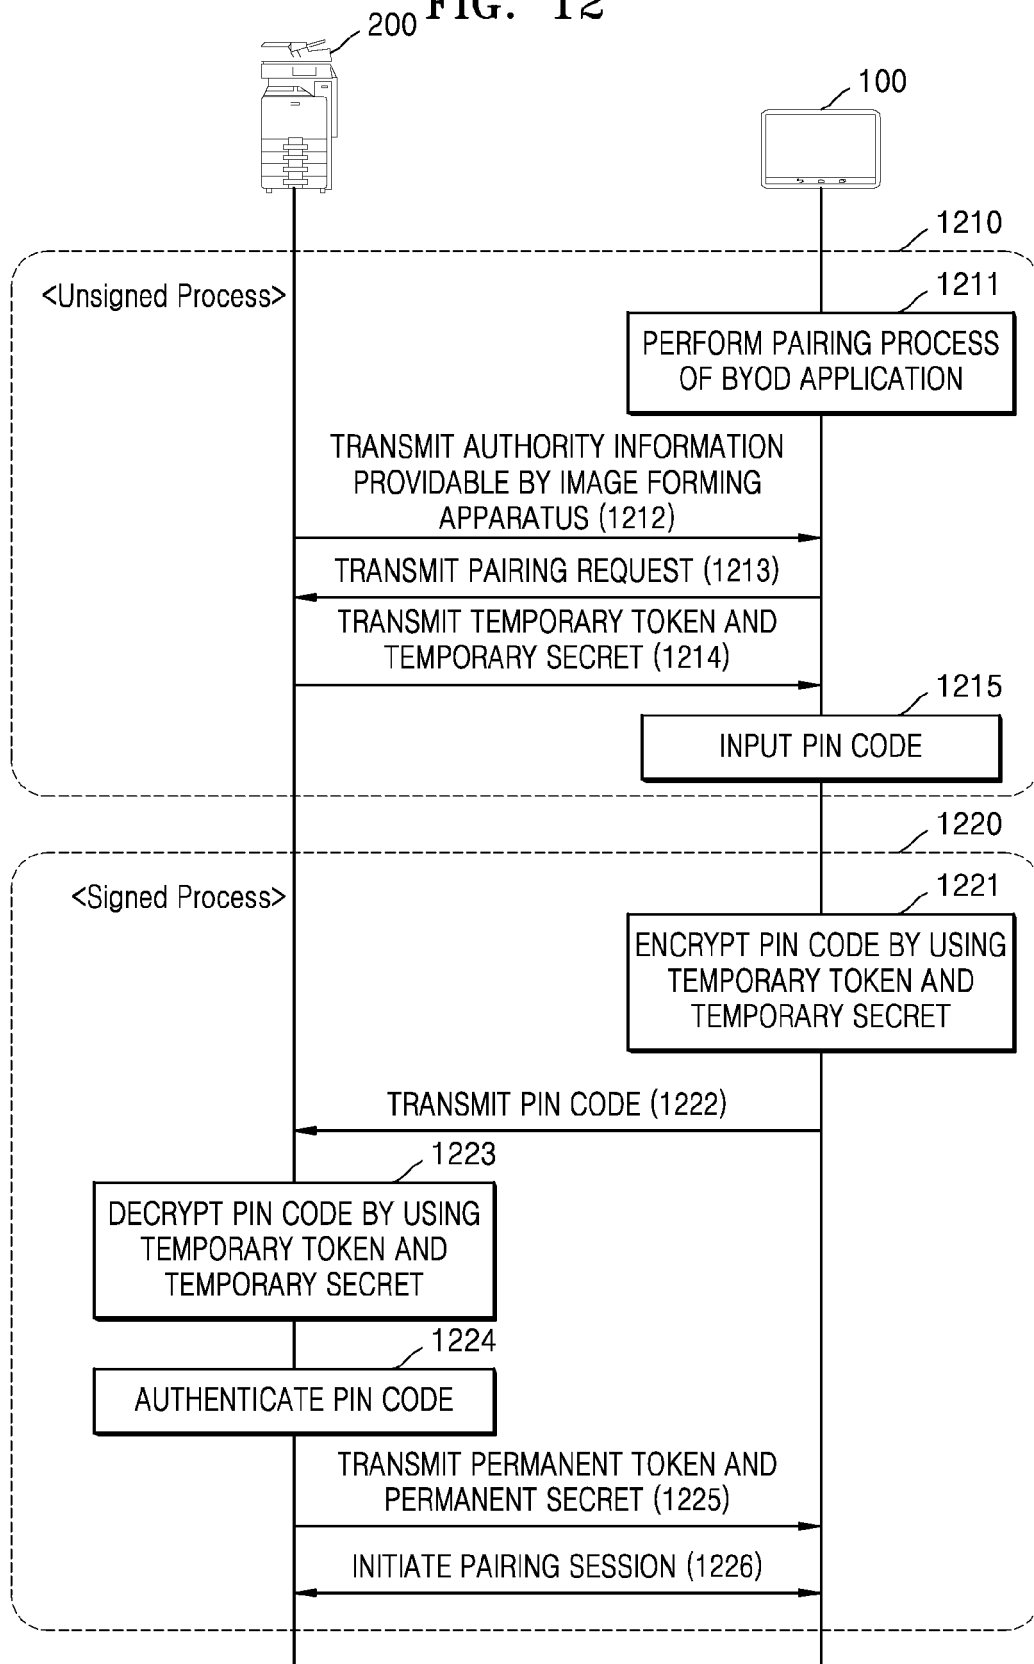 FIG. 12
200
100
1210
<Unsigned Process>
1211
PERFORM PAIRING PROCESS
OF BYOD APPLICATION
TRANSMIT AUTHORITY INFORMATION
PROVIDABLE BY IMAGE FORMING
APPARATUS (1212)
TRANSMIT PAIRING REQUEST (1213)
TRANSMIT TEMPORARY TOKEN AND
TEMPORARY SECRET (1214)
1215
INPUT PIN CODE
1220
<Signed Process>
1221
ENCRYPT PIN CODE BY USING
TEMPORARY TOKEN AND
TEMPORARY SECRET
TRANSMIT PIN CODE (1222)
1223
DECRYPT PIN CODE BY USING
TEMPORARY TOKEN AND
TEMPORARY SECRET
1224
AUTHENTICATE PIN CODE
TRANSMIT PERMANENT TOKEN AND
PERMANENT SECRET (1225)
INITIATE PAIRING SESSION (1226)